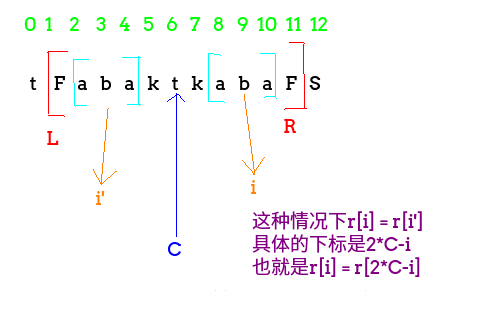 0 1 2 3 4 5 6 7 8 9 10 11 12
t F a b a k t k a b a F S
L
R
i'
i
C
这种情况下r[i] = r[i']
具体的下标是2*C-i
也就是r[i] = r[2*C-i]